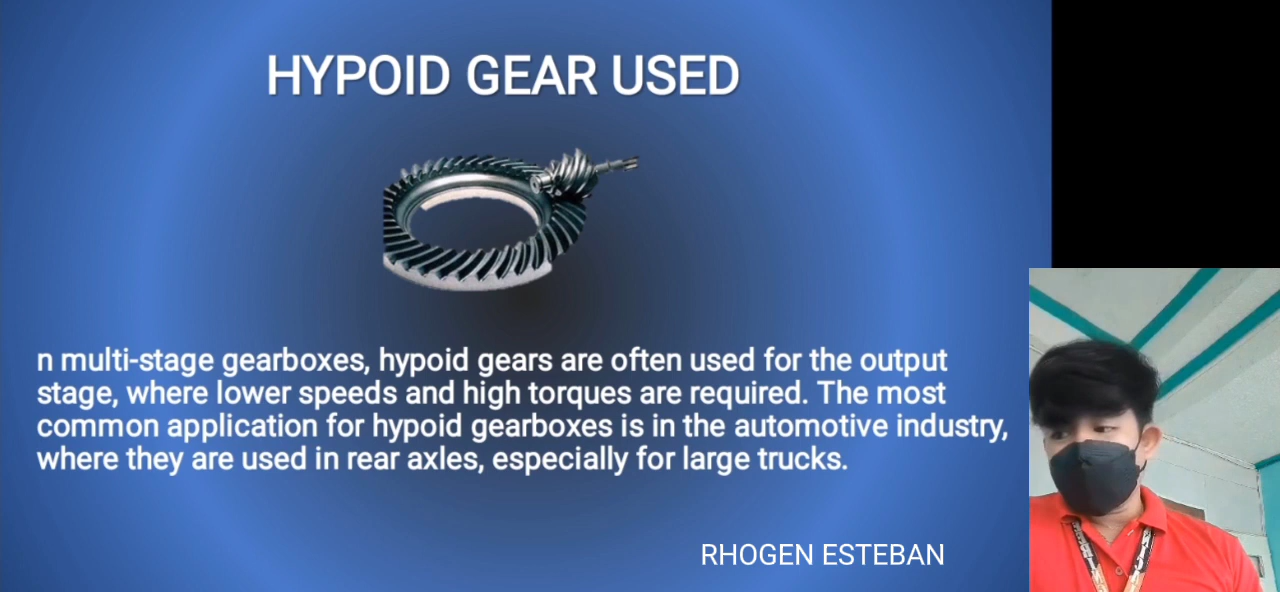 HYPOID GEAR USED
n multi-stage gearboxes, hypoid gears are often used for the output
stage, where lower speeds and high torques are required. The most
common application for hypoid gearboxes is in the automotive industry,
where they are used in rear axles, especially for large trucks.
RHOGEN ESTEBAN